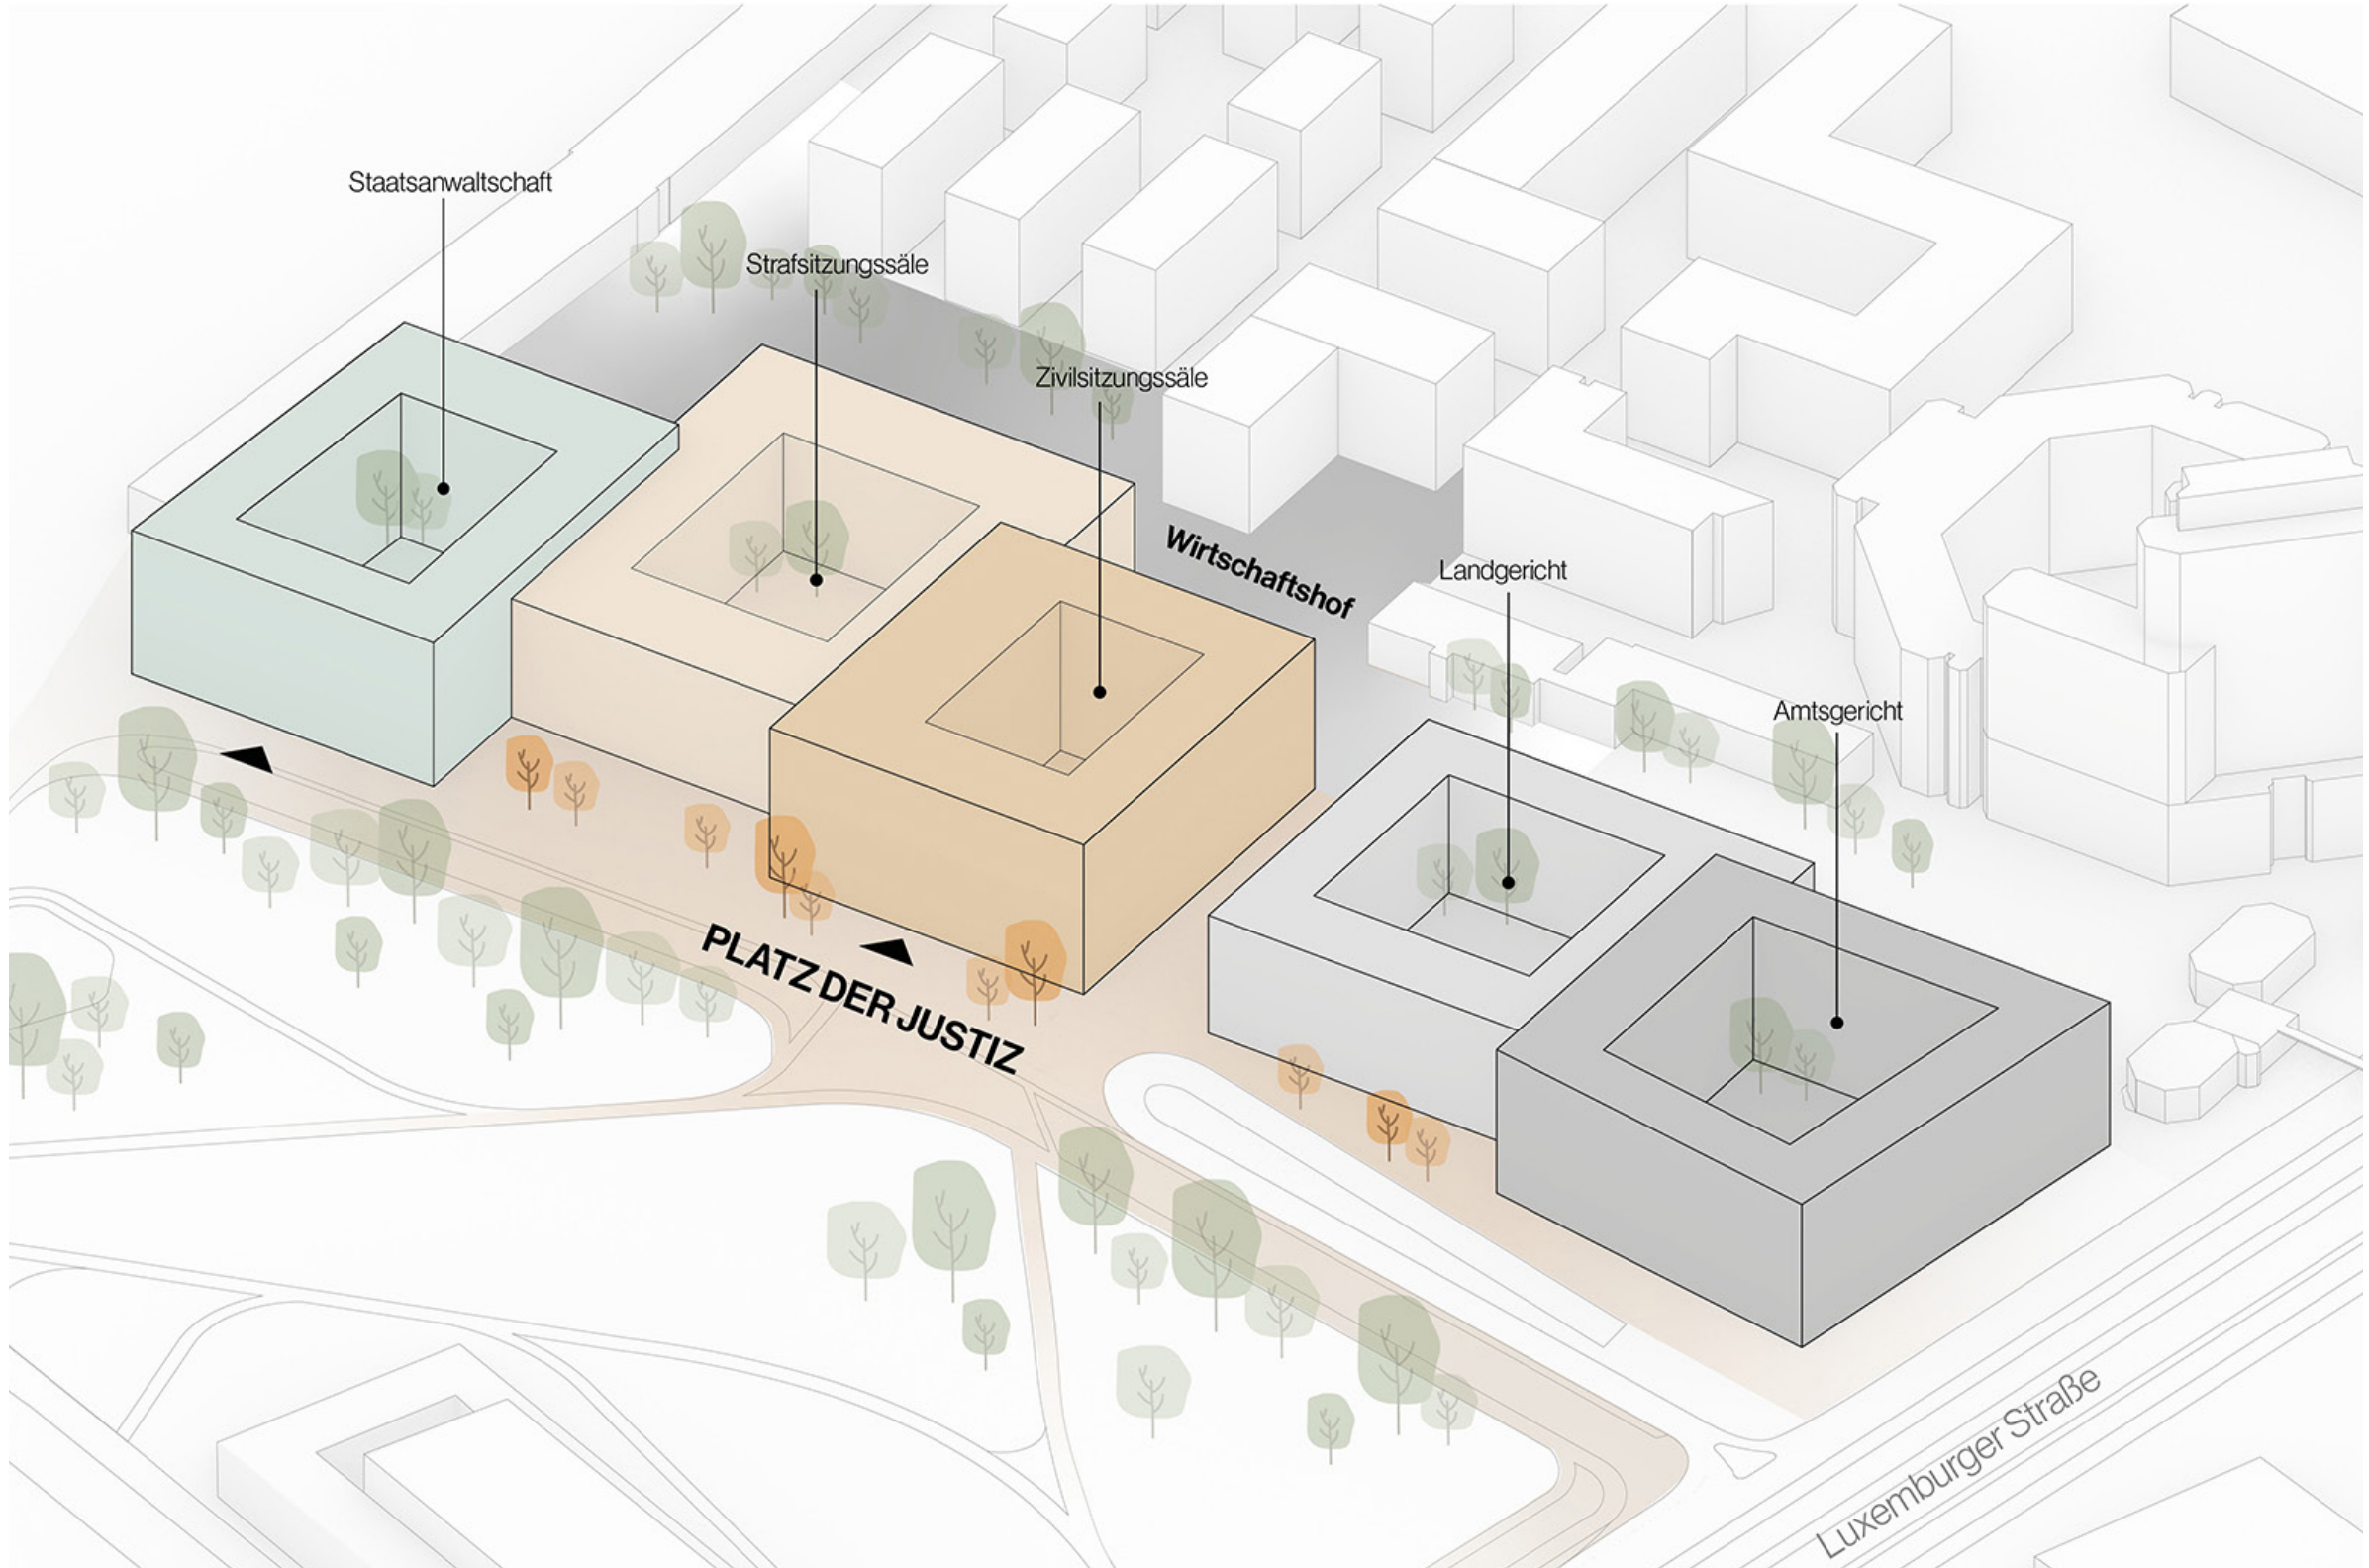 Staatsanwaltschaft
Strafsitzungssäle
Zivilsitzungssäle
Wirtschaftshof
Landgericht
Amtsgericht
PLATZ DER JUSTIZ
Luxemburger Straße